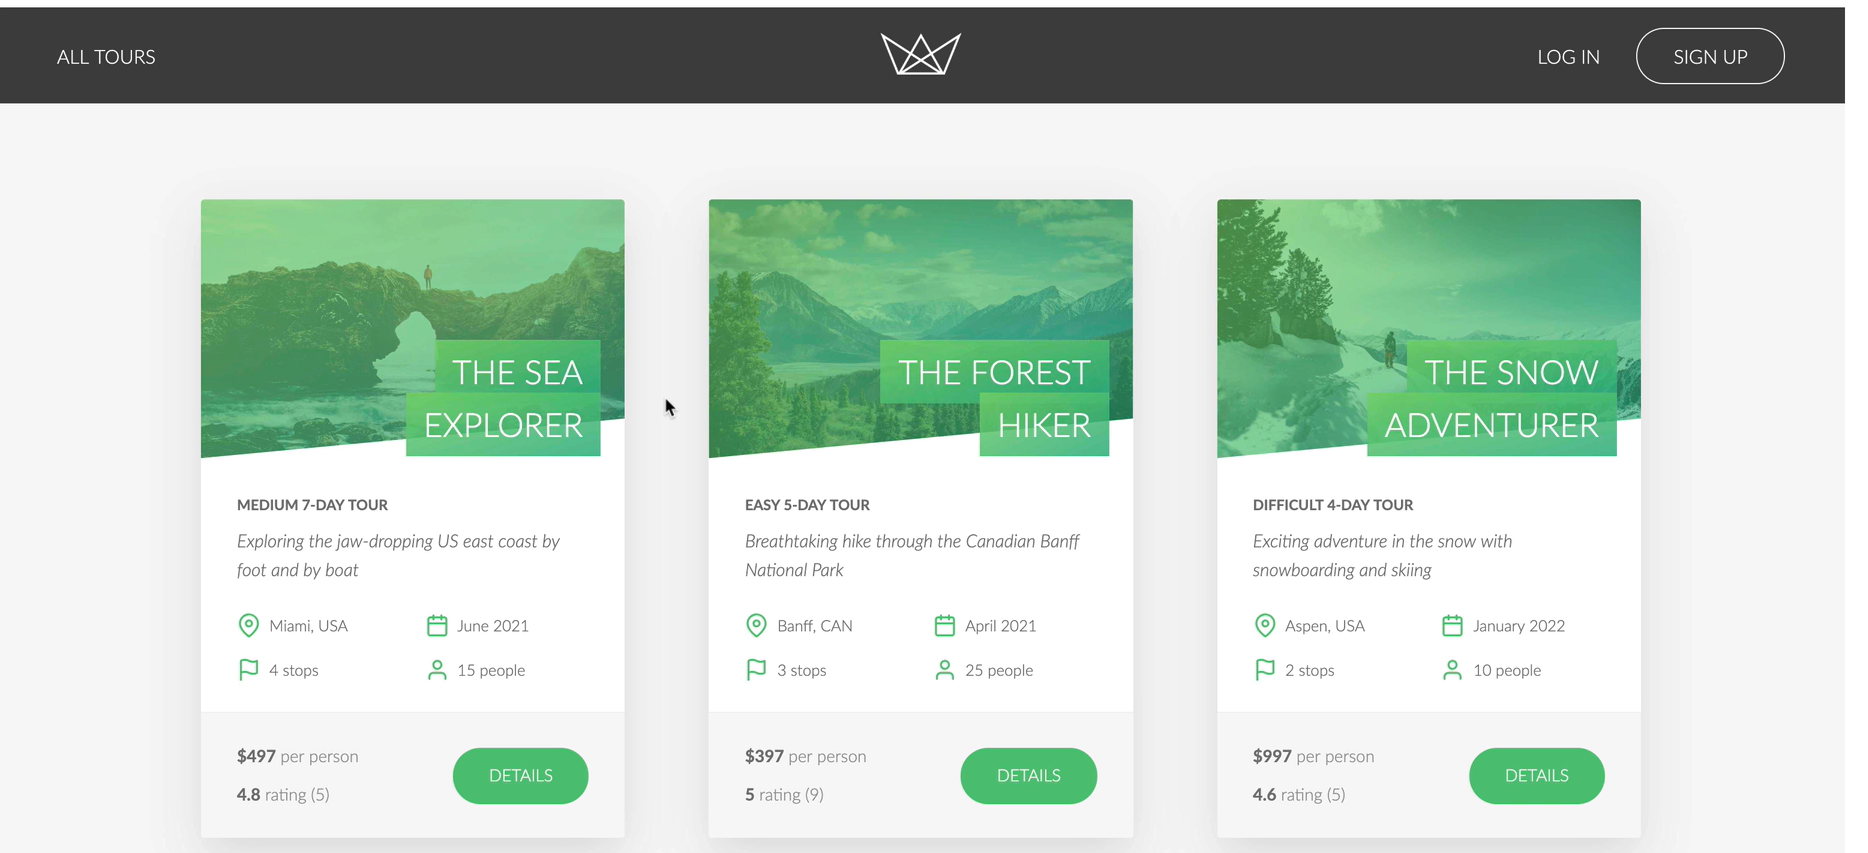 ALL TOURS
LOG IN
SIGN UP
THE SEA
EXPLORER
MEDIUM 7-DAY TOUR
Exploring the jaw-dropping US east coast by
foot and by boat
Miami, USA
June 2021
4 stops
15 people
$497 per person
4.8 rating (5)
DETAILS
THE FOREST
HIKER
EASY 5-DAY TOUR
Breathtaking hike through the Canadian Banff
National Park
Banff, CAN
April 2021
3 stops
25 people
$397 per person
5 rating (9)
DETAILS
THE SNOW
ADVENTURER
DIFFICULT 4-DAY TOUR
Exciting adventure in the snow with
snowboarding and skiing
Aspen, USA
January 2022
2 stops
10 people
$997 per person
4.6 rating (5)
DETAILS